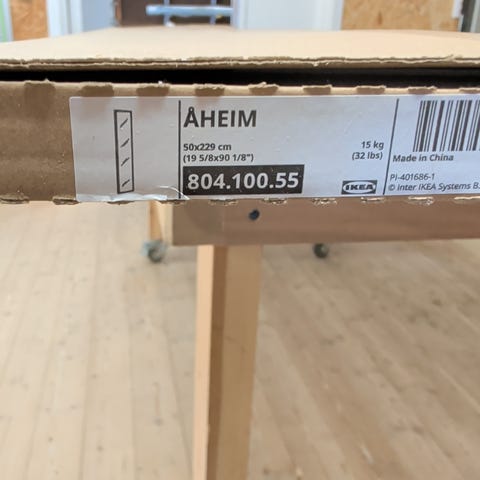 ÅHEIM
50x229 cm
(19 5/8x90 1/8")
804.100.55
15 kg
(32 lbs)
IKEA
Made in China
PI-401686-1
© Inter IKEA Systems B.